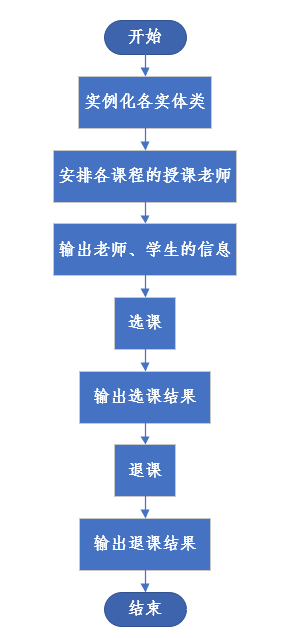 开始
实例化各实体类
安排各课程的授课老师
输出老师、学生的信息
选课
输出选课结果
退课
输出退课结果
结束